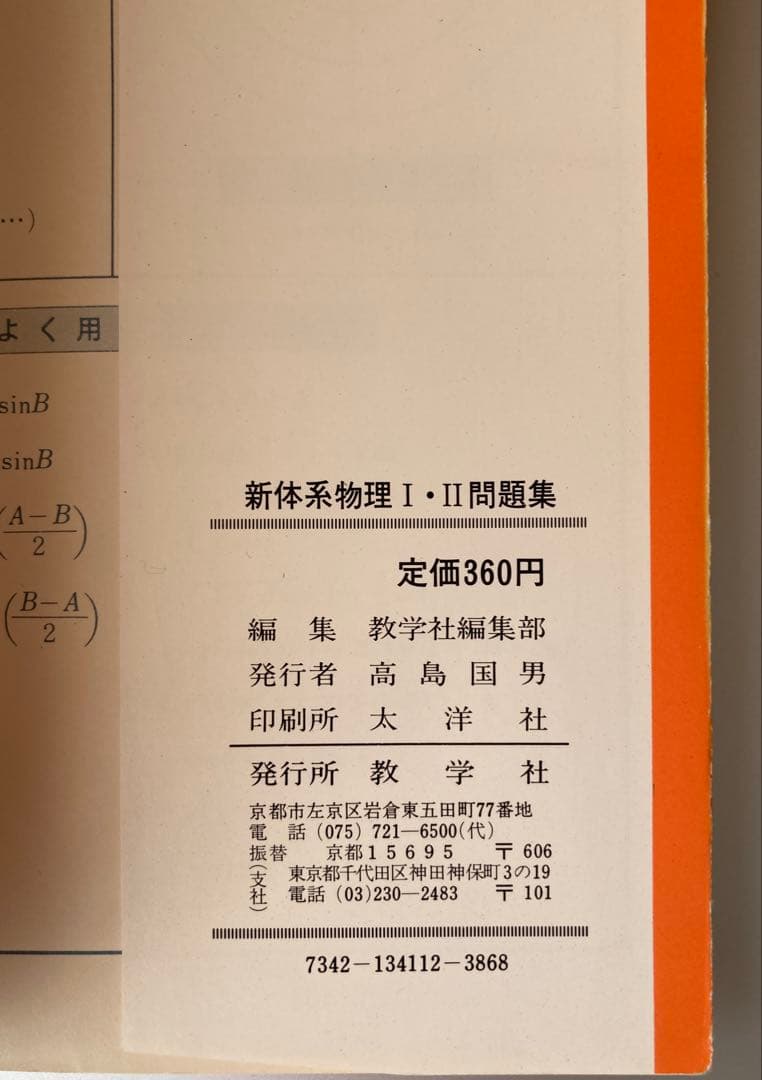 …)
よく用
sinB
sinB
(A−B/2)
(B−A/2)
新体系物理Ⅰ・Ⅱ問題集
定価360円
編　集　教学社編集部
発行者　高島国男
印刷所　太洋社
発行所　教学社
京都市左京区岩倉東五田町77番地
電　話 (075) 721—6500(代)
振替　京都15695　〒606
(支社)　東京都千代田区神田神保町3の19
電話 (03)230—2483　〒101
7342−134112−3868